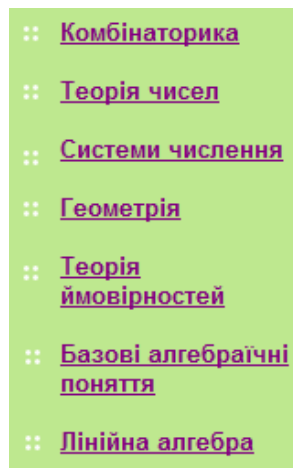 Комбінаторика
Теорія чисел
Системи числення
Геометрія
Теорія
ймовірностей
Базові алгебраїчні
поняття
Лінійна алгебра